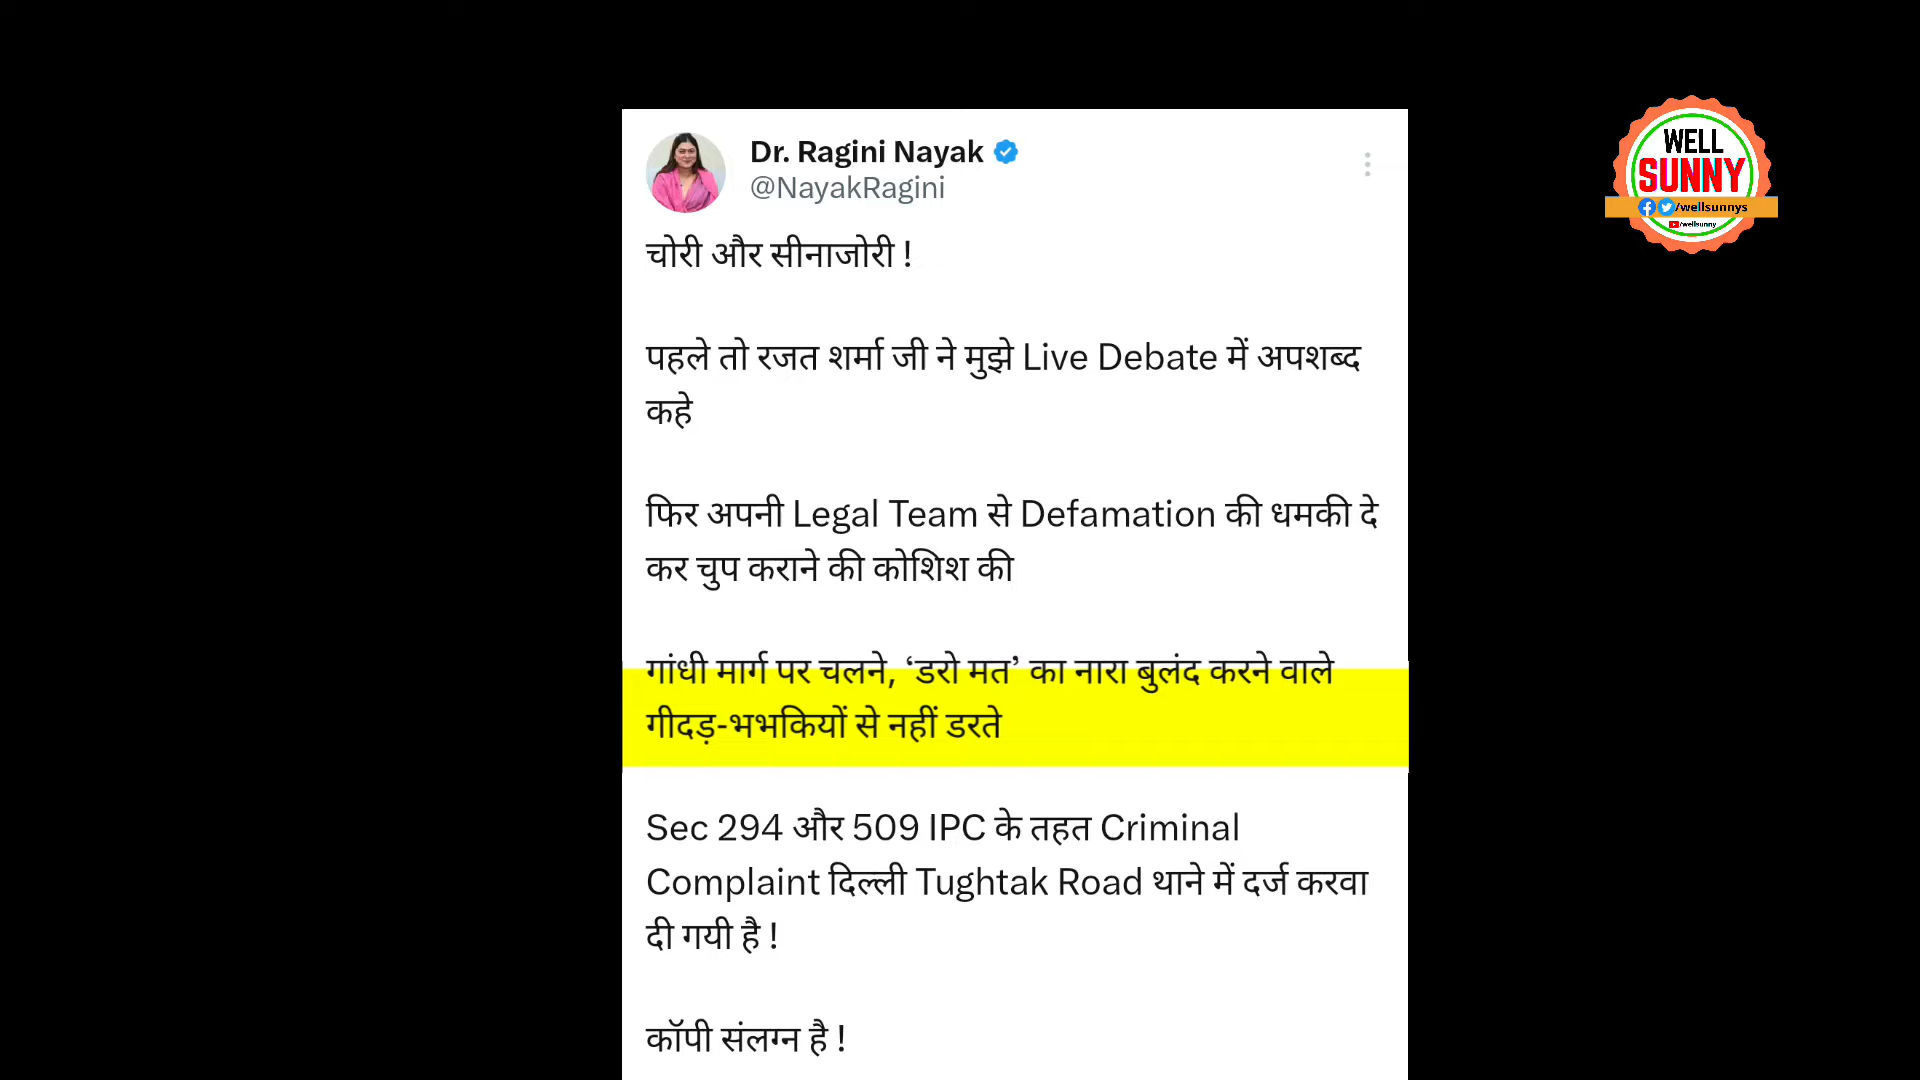 Dr. Ragini Nayak
@NayakRagini
चोरी और सीनाजोरी !
पहले तो रजत शर्मा जी ने मुझे Live Debate में अपशब्द
कहे
फिर अपनी Legal Team से Defamation की धमकी दे
कर चुप कराने की कोशिश की
गांधी मार्ग पर चलने, ‘डरो मत’ का नारा बुलंद करने वाले
गीदड़-भभकियों से नहीं डरते
Sec 294 और 509 IPC के तहत Criminal
Complaint दिल्ली Tughtak Road थाने में दर्ज करवा
दी गयी है !
कॉपी संलग्न है !
WELL
SUNNY
/wellsunnys
/wellsunny